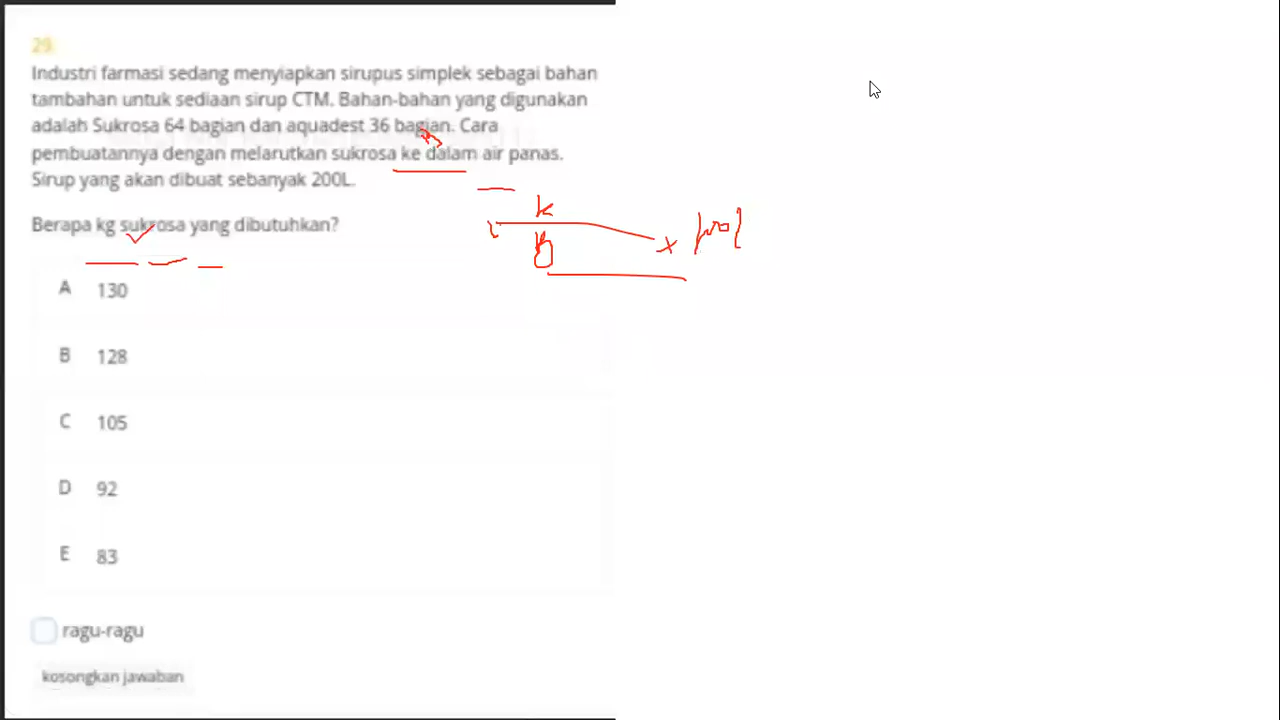 29
Industri farmasi sedang menyiapkan sirupus simplek sebagai bahan
tambahan untuk sediaan sirup CTM. Bahan-bahan yang digunakan
adalah Sukrosa 64 bagian dan aquadest 36 bagian. Cara
pembuatannya dengan melarutkan sukrosa ke dalam air panas.
Sirup yang akan dibuat sebanyak 200L.
Berapa kg sukrosa yang dibutuhkan?
A 130
B 128
C 105
D 92
E 83
ragu-ragu
kosongkan jawaban